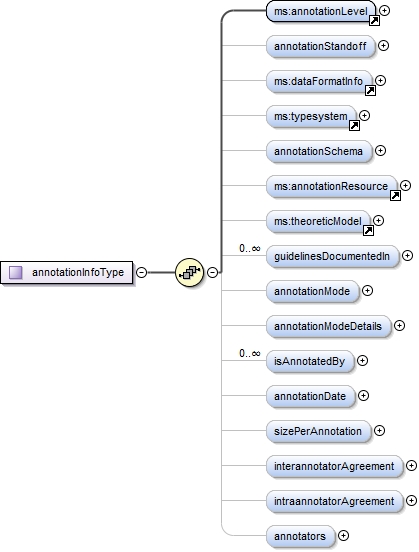 ms:annotationLevel
annotationStandoff
ms:dataFormatInfo
ms:typesystem
annotationSchema
ms:annotationResource
ms:theoreticModel
0..∞
guidelinesDocumentedIn
annotationInfoType
annotationMode
annotationModeDetails
0..∞
isAnnotatedBy
annotationDate
sizePerAnnotation
interannotatorAgreement
intraannotatorAgreement
annotators